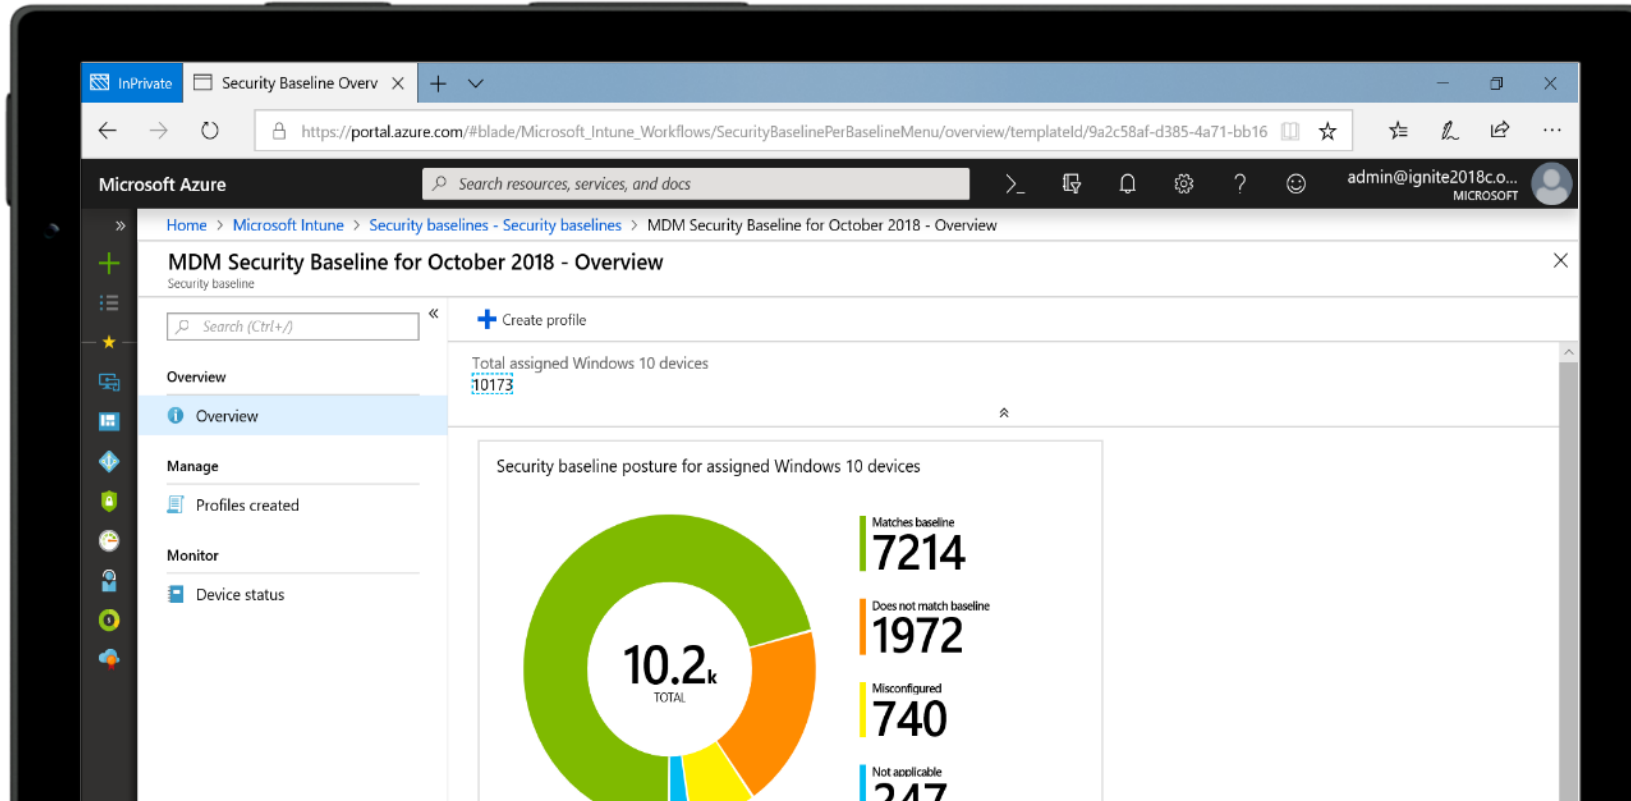 InPrivate
Security Baseline Overv
https://portal.azure.com/#blade/Microsoft_Intune_Workflows/SecurityBaselinePerBaselineMenu/overview/templateId/9a2c58af-d385-4a71-bb16
Microsoft Azure
Search resources, services, and docs
admin@ignite2018c.o...
MICROSOFT
Home > Microsoft Intune > Security baselines - Security baselines > MDM Security Baseline for October 2018 - Overview
MDM Security Baseline for October 2018 - Overview
Security baseline
Search (Ctrl+/)
Overview
Overview
Manage
Profiles created
Monitor
Device status
Create profile
Total assigned Windows 10 devices
10173
Security baseline posture for assigned Windows 10 devices
10.2k
TOTAL
Matches baseline
7214
Does not match baseline
1972
Misconfigured
740
Not applicable
247